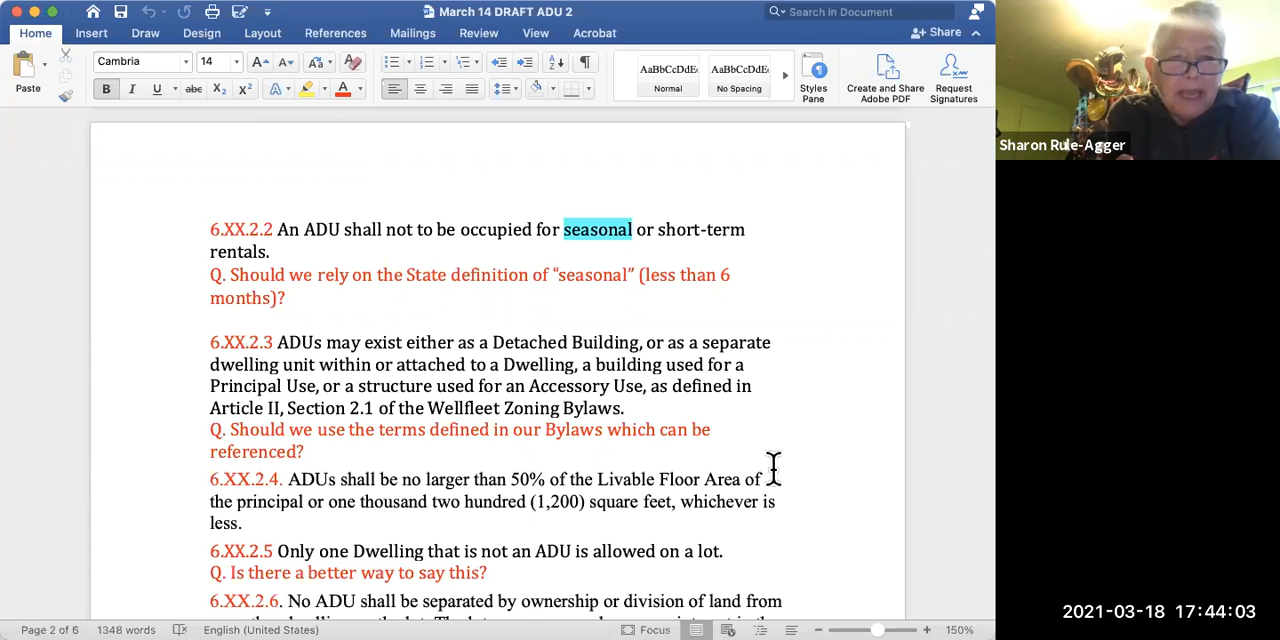 March 14 DRAFT ADU 2
Search in Document
Home Insert Draw Design Layout References Mailings Review View Acrobat
Share
Paste
Cambria 14
AaBbCcDdEe AaBbCcDdEe
Normal No Spacing
Styles Pane
Create and Share Adobe PDF
Request Signatures
Sharon Rule-Agger
6.XX.2.2 An ADU shall not to be occupied for seasonal or short-term
rentals.
Q. Should we rely on the State definition of “seasonal” (less than 6
months)?
6.XX.2.3 ADUs may exist either as a Detached Building, or as a separate
dwelling unit within or attached to a Dwelling, a building used for a
Principal Use, or a structure used for an Accessory Use, as defined in
Article II, Section 2.1 of the Wellfleet Zoning Bylaws.
Q. Should we use the terms defined in our Bylaws which can be
referenced?
6.XX.2.4. ADUs shall be no larger than 50% of the Livable Floor Area of
the principal or one thousand two hundred (1,200) square feet, whichever is
less.
6.XX.2.5 Only one Dwelling that is not an ADU is allowed on a lot.
Q. Is there a better way to say this?
6.XX.2.6. No ADU shall be separated by ownership or division of land from
Page 2 of 6 1348 words English (United States) Focus 150%
2021-03-18 17:44:03